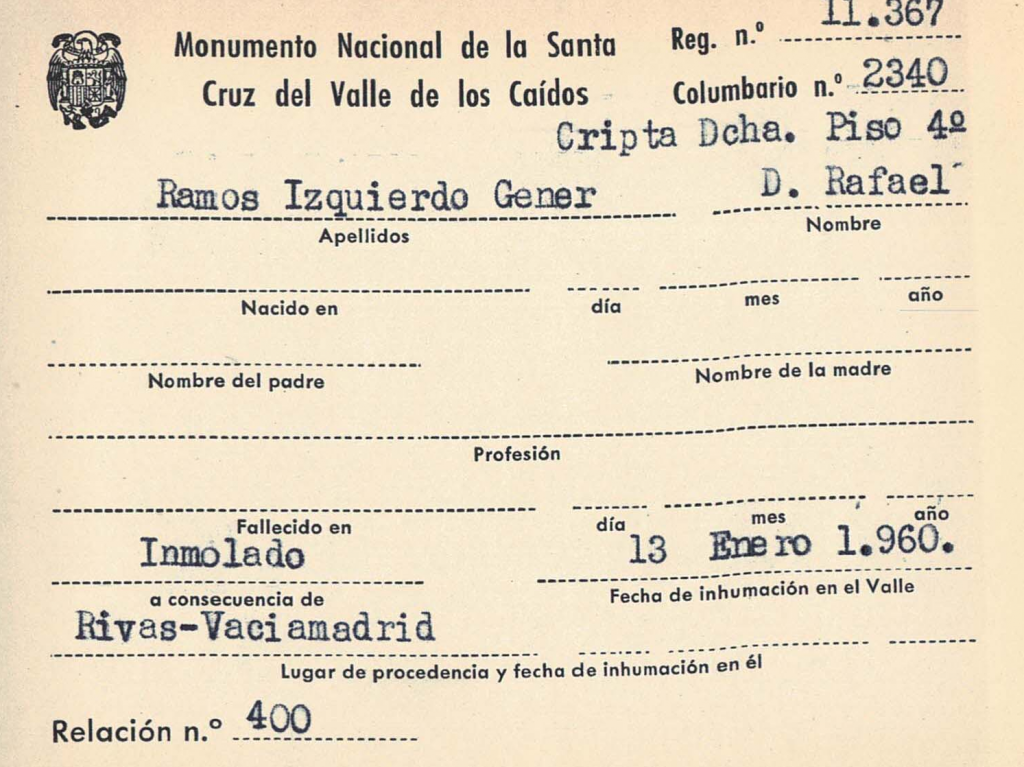 Monumento Nacional de la Santa Reg. n.º 11.367
Cruz del Valle de los Caídos Columbario n.º 2340
Cripta Dcha. Piso 4º
Ramos Izquierdo Gener D. Rafael
Apellidos Nombre
Nacido en día mes año
Nombre del padre Nombre de la madre
Profesión
Fallecido en día mes año
Inmolado 13 Enero 1.960.
a consecuencia de Fecha de inhumación en el Valle
Rivas-Vaciamadrid
Lugar de procedencia y fecha de inhumación en él
Relación n.º 400